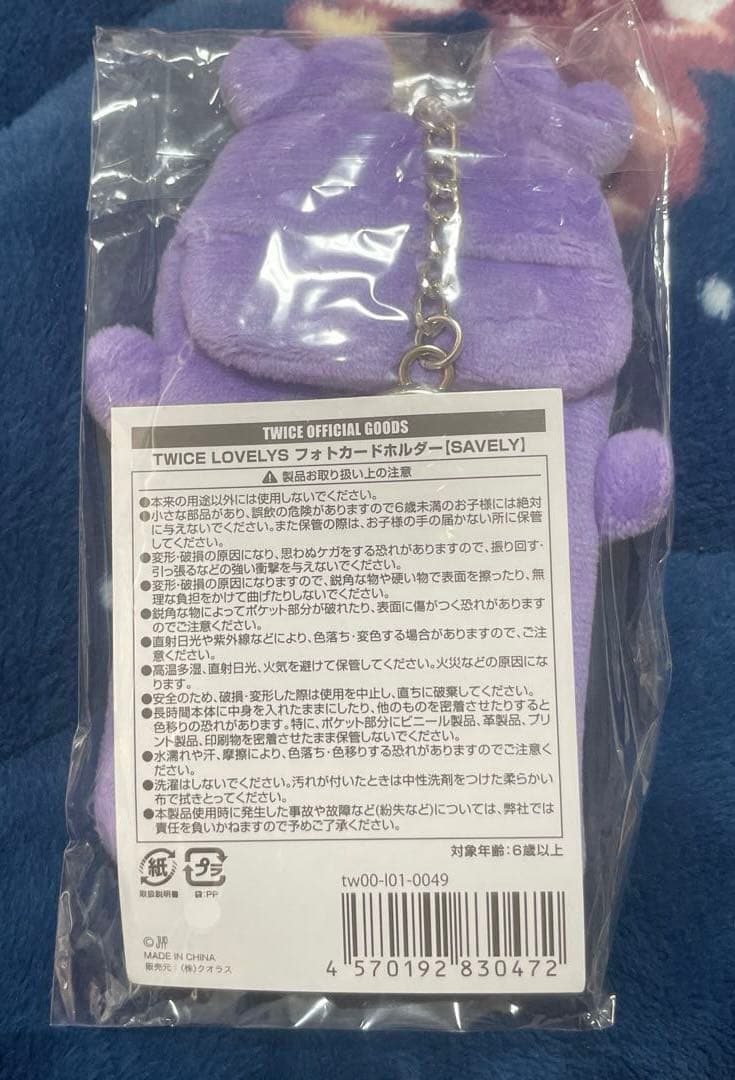 TWICE OFFICIAL GOODS
TWICE LOVELYS フォトカードホルダー【SAVELY】
製品お取り扱い上の注意
●本来の用途以外には使用しないでください。
●小さな部品があり、誤飲の危険がありますので6歳未満のお子様には絶対
に与えないでください。また保管の際は、お子様の手の届かない所に保管
してください。
●変形・破損の原因になり、思わぬケガをする恐れがありますので、振り回す・
引っ張るなどの強い衝撃を与えないでください。
●変形・破損の原因になりますので、鋭角な物や硬い物で表面を擦ったり、無
理な負担をかけて曲げたりしないでください。
●鋭角な物によってポケット部分が破れたり、表面に傷がつく恐れがあります
のでご注意ください。
●直射日光や紫外線などにより、色落ち・変色する場合がありますので、ご注
意ください。
●高温多湿、直射日光、火気を避けて保管してください。火災などの原因にな
ります。
●安全のため、破損・変形した際は使用を中止し、直ちに破棄してください。
●長時間本体に中身を入れたままにしたり、他のものを密着させたりすると
色移りの恐れがあります。特に、ポケット部分にビニール製品、革製品、プリ
ント製品、印刷物を密着させたまま保管しないでください。
●水濡れや汗、摩擦により、色落ち・色移りする恐れがありますのでご注意く
ださい。
●洗濯はしないでください。汚れが付いたときは中性洗剤をつけた柔らかい
布で拭きとってください。
●本製品使用時に発生した事故や故障など(紛失など)については、弊社では
責任を負いかねますので予めご了承ください。
対象年齢:6歳以上
紙 プラ
取扱説明書 袋:PP
tw00-l01-0049
© JYP
MADE IN CHINA
販売元:(株)クオラス
4 570192 830472